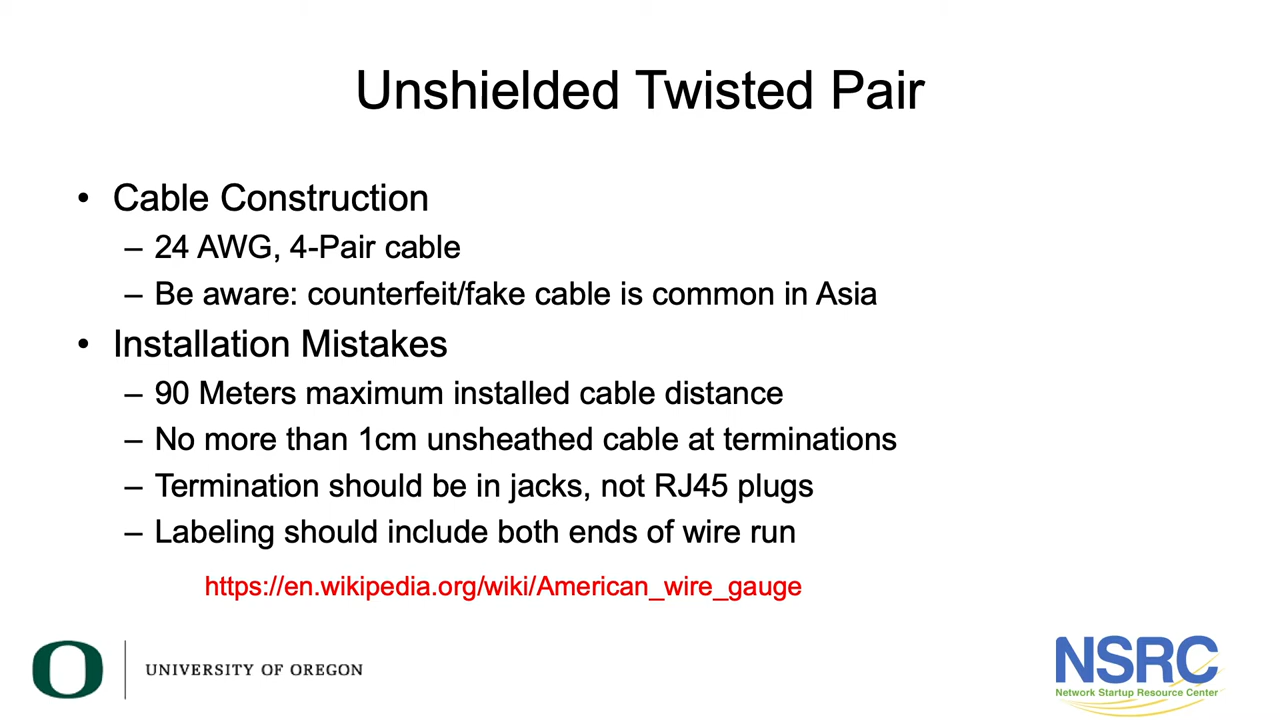 Unshielded Twisted Pair
• Cable Construction
– 24 AWG, 4-Pair cable
– Be aware: counterfeit/fake cable is common in Asia
• Installation Mistakes
– 90 Meters maximum installed cable distance
– No more than 1cm unsheathed cable at terminations
– Termination should be in jacks, not RJ45 plugs
– Labeling should include both ends of wire run
https://en.wikipedia.org/wiki/American_wire_gauge
O
UNIVERSITY OF OREGON
NSRC
Network Startup Resource Center